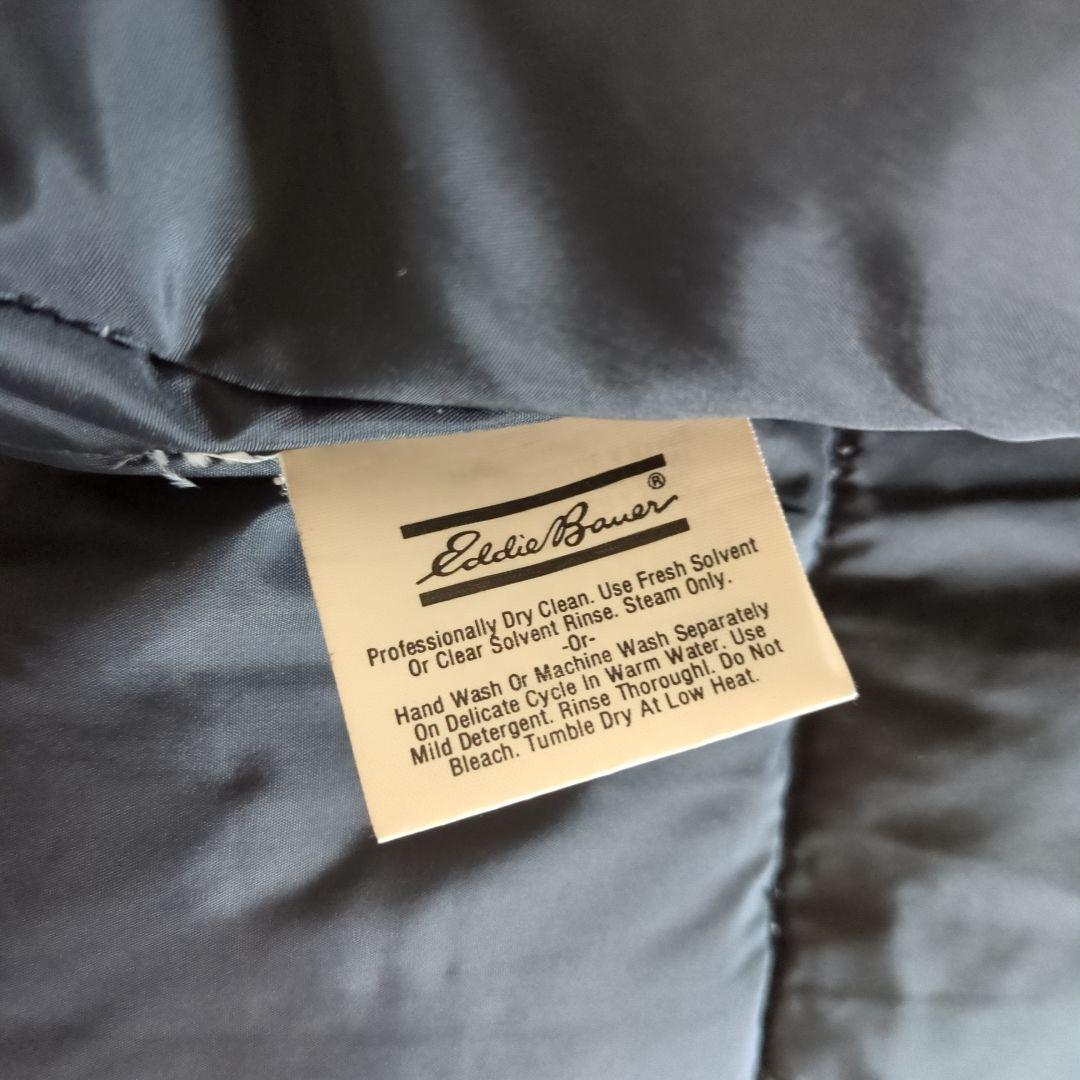 Eddie Bauer®
Professionally Dry Clean. Use Fresh Solvent
Or Clear Solvent Rinse. Steam Only.
-Or-
Hand Wash Or Machine Wash Separately
On Delicate Cycle In Warm Water. Use
Mild Detergent. Rinse Thoroughl. Do Not
Bleach. Tumble Dry At Low Heat.